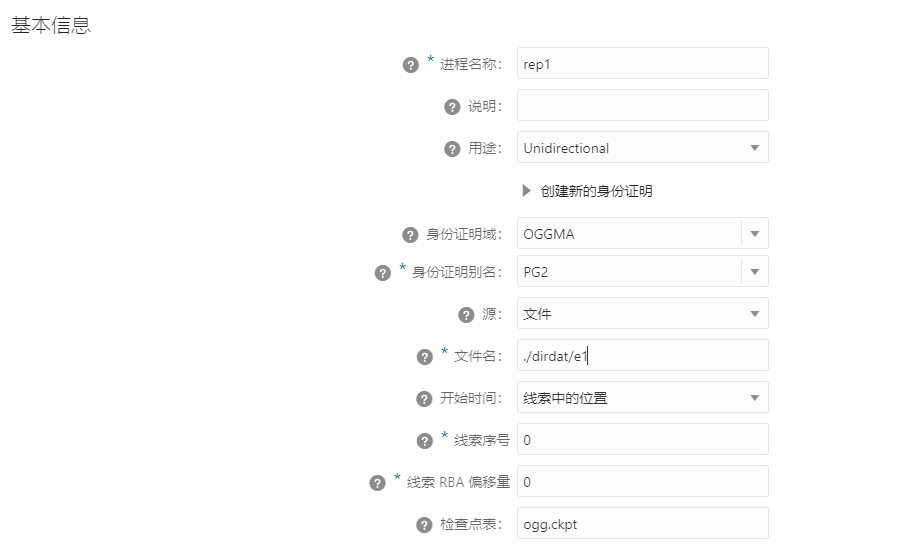 基本信息
? * 进程名称: rep1
? 说明:
? 用途: Unidirectional
创建新的身份证明
? 身份证明域: OGGMA
? * 身份证明别名: PG2
? 源: 文件
? * 文件名: ./dirdat/e1
? 开始时间: 线索中的位置
? * 线索序号 0
? * 线索 RBA 偏移量 0
? 检查点表: ogg.ckpt